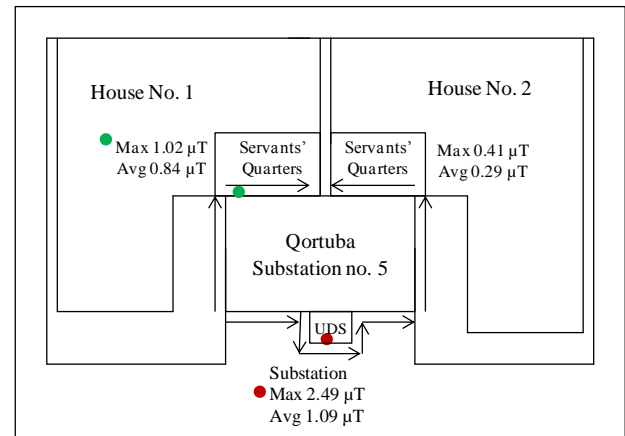 House No. 1
House No. 2
Max 1.02 µT
Avg 0.84 µT
Servants’
Quarters
Servants’
Quarters
Max 0.41 µT
Avg 0.29 µT
Qortuba
Substation no. 5
UDS
Substation
Max 2.49 µT
Avg 1.09 µT